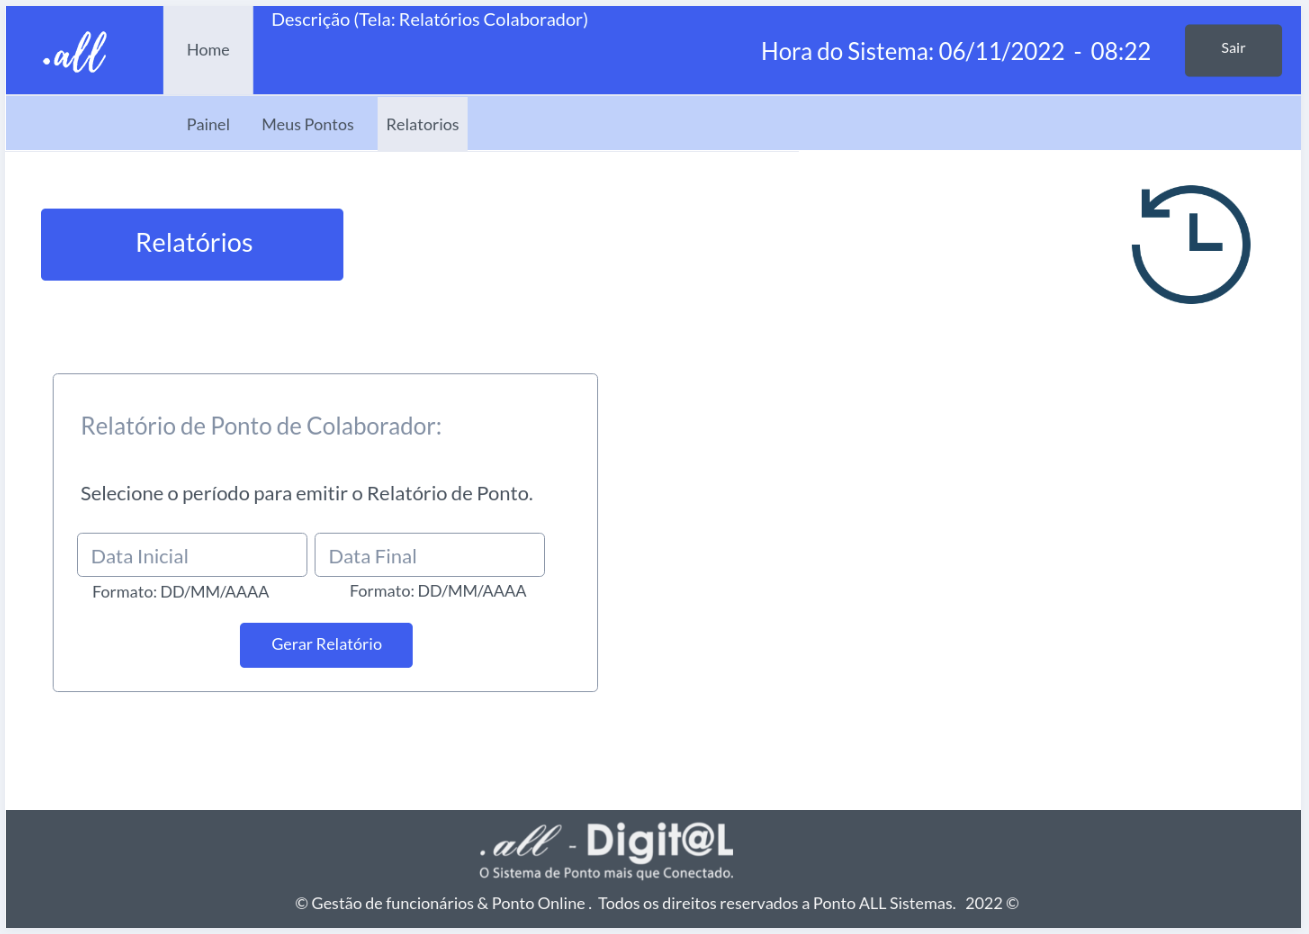 Descrição (Tela: Relatórios Colaborador)
.all
Home
Hora do Sistema: 06/11/2022 - 08:22
Sair
Painel
Meus Pontos
Relatorios
Relatórios
Relatório de Ponto de Colaborador:
Selecione o período para emitir o Relatório de Ponto.
Data Inicial
Data Final
Formato: DD/MM/AAAA
Formato: DD/MM/AAAA
Gerar Relatório
.all - Digit@L
O Sistema de Ponto mais que Conectado.
© Gestão de funcionários & Ponto Online . Todos os direitos reservados a Ponto ALL Sistemas. 2022 ©